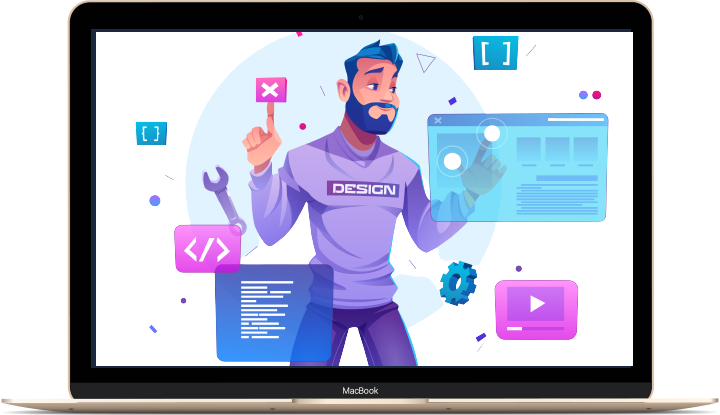 [ ]
{ }
DESIGN
</>
MacBook